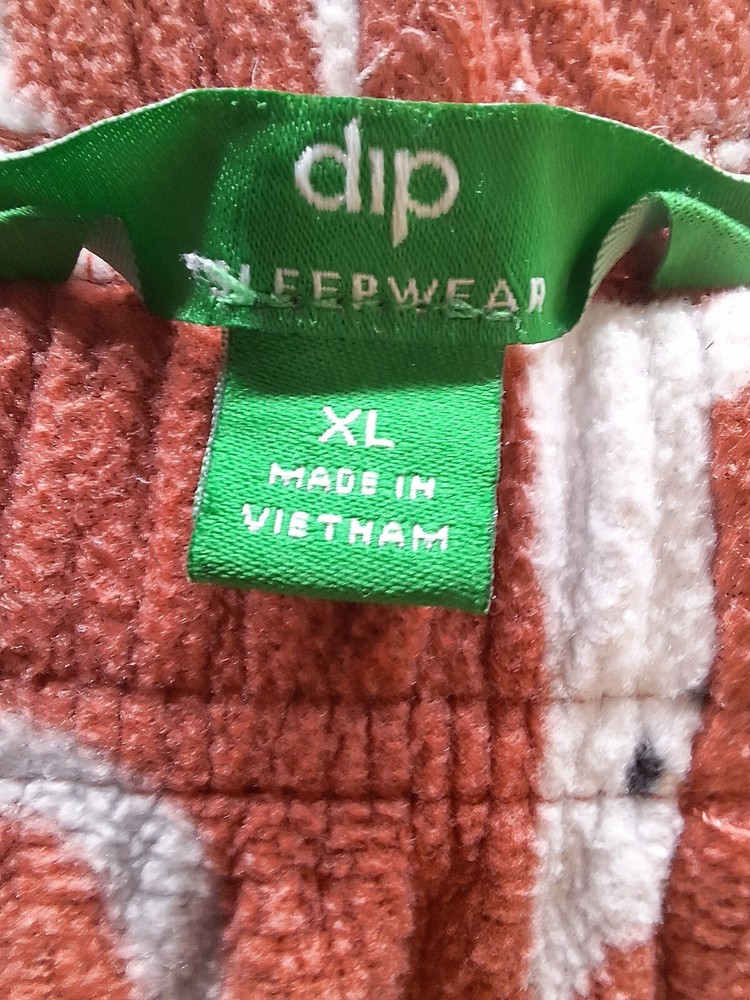 dip
SLEEPWEAR
XL
MADE IN
VIETNAM